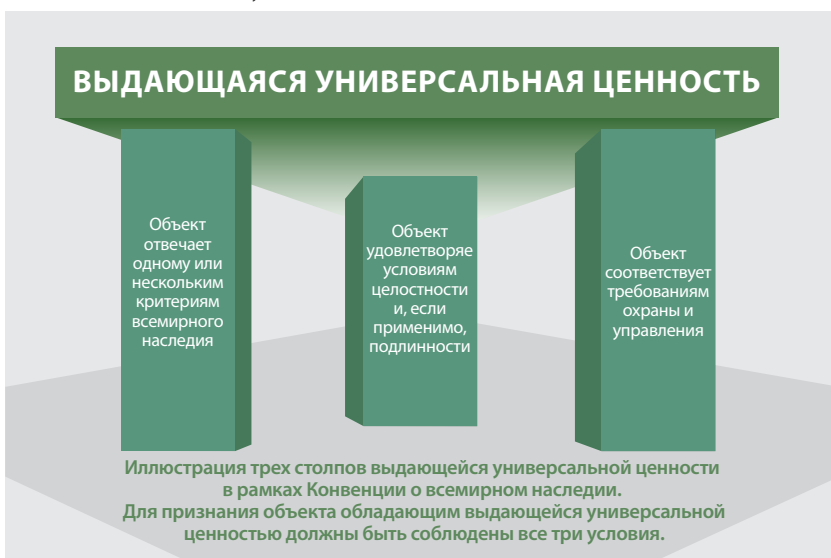 ВЫДАЮЩАЯСЯ УНИВЕРСАЛЬНАЯ ЦЕННОСТЬ
Объект
отвечает
одному или
нескольким
критериям
всемирного
наследия
Объект
удовлетворяе
условиям
целостности
и, если
применимо,
подлинности
Объект
соответствует
требованиям
охраны и
управления
Иллюстрация трех столпов выдающейся универсальной ценности
в рамках Конвенции о всемирном наследии.
Для признания объекта обладающим выдающейся универсальной
ценностью должны быть соблюдены все три условия.